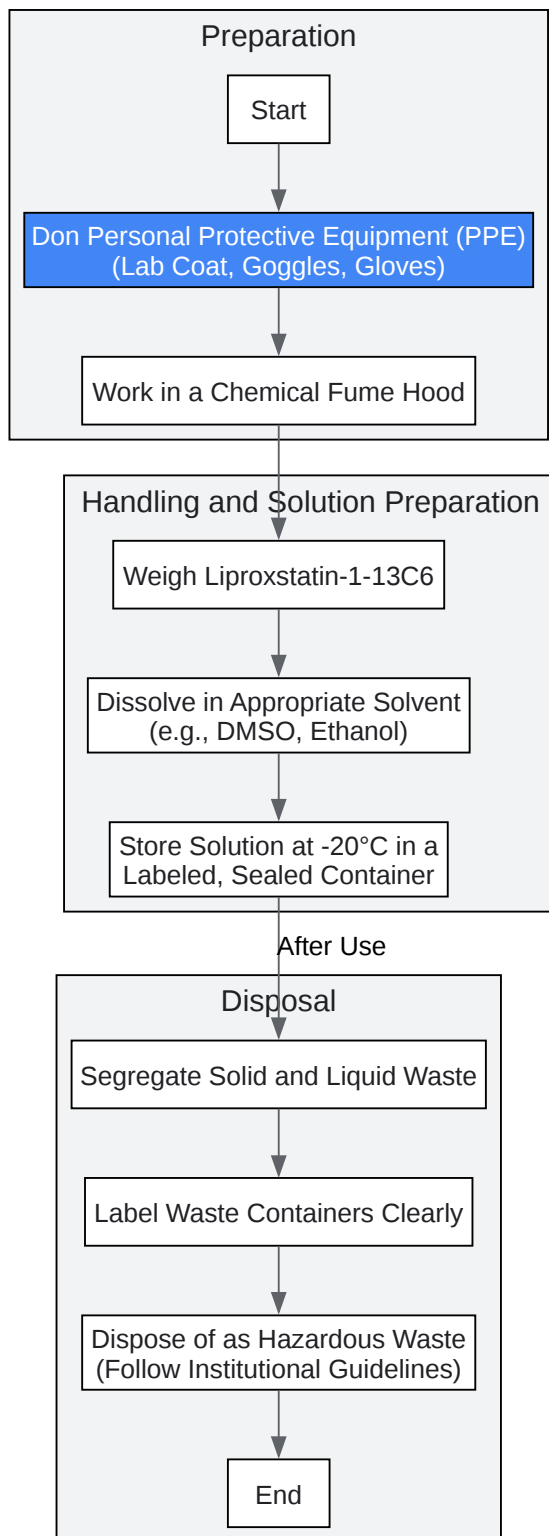 Preparation
Start
Don Personal Protective Equipment (PPE)
(Lab Coat, Goggles, Gloves)
Work in a Chemical Fume Hood
Handling and Solution Preparation
Weigh Liproxstatin-1-13C6
Dissolve in Appropriate Solvent
(e.g., DMSO, Ethanol)
Store Solution at -20°C in a
Labeled, Sealed Container
After Use
Disposal
Segregate Solid and Liquid Waste
Label Waste Containers Clearly
Dispose of as Hazardous Waste
(Follow Institutional Guidelines)
End